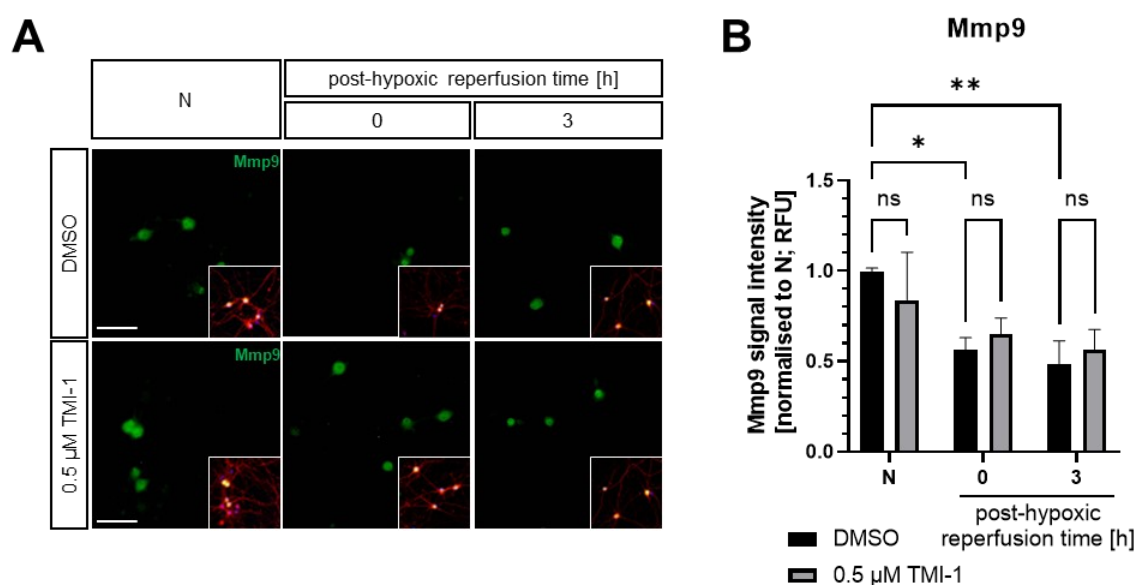 A
N
post-hypoxic reperfusion time [h]
0
3
DMSO
Mmp9
0.5 µM TMI-1
Mmp9
B
Mmp9
**
*
ns
ns
ns
Mmp9 signal intensity
[normalised to N; RFU]
1.5
1.0
0.5
0.0
N
0
3
post-hypoxic
reperfusion time [h]
DMSO
0.5 µM TMI-1